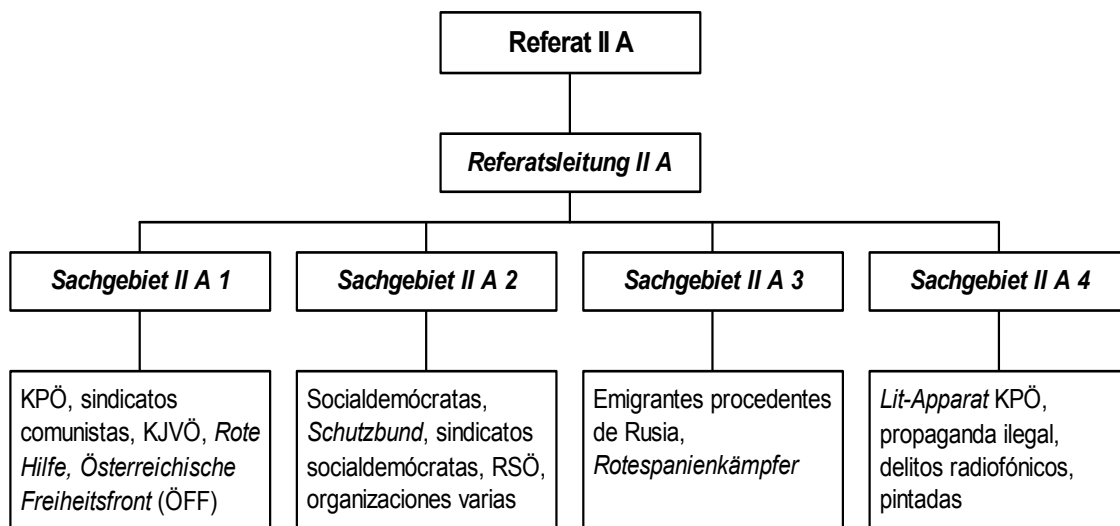 Referat II A
Referatsleitung II A
Sachgebiet II A 1
Sachgebiet II A 2
Sachgebiet II A 3
Sachgebiet II A 4
KPÖ, sindicatos
comunistas, KJVÖ, Rote
Hilfe, Österreichische
Freiheitsfront (ÖFF)
Socialdemócratas,
Schutzbund, sindicatos
socialdemócratas, RSÖ,
organizaciones varias
Emigrantes procedentes
de Rusia,
Rotespanienkämpfer
Lit-Apparat KPÖ,
propaganda ilegal,
delitos radiofónicos,
pintadas